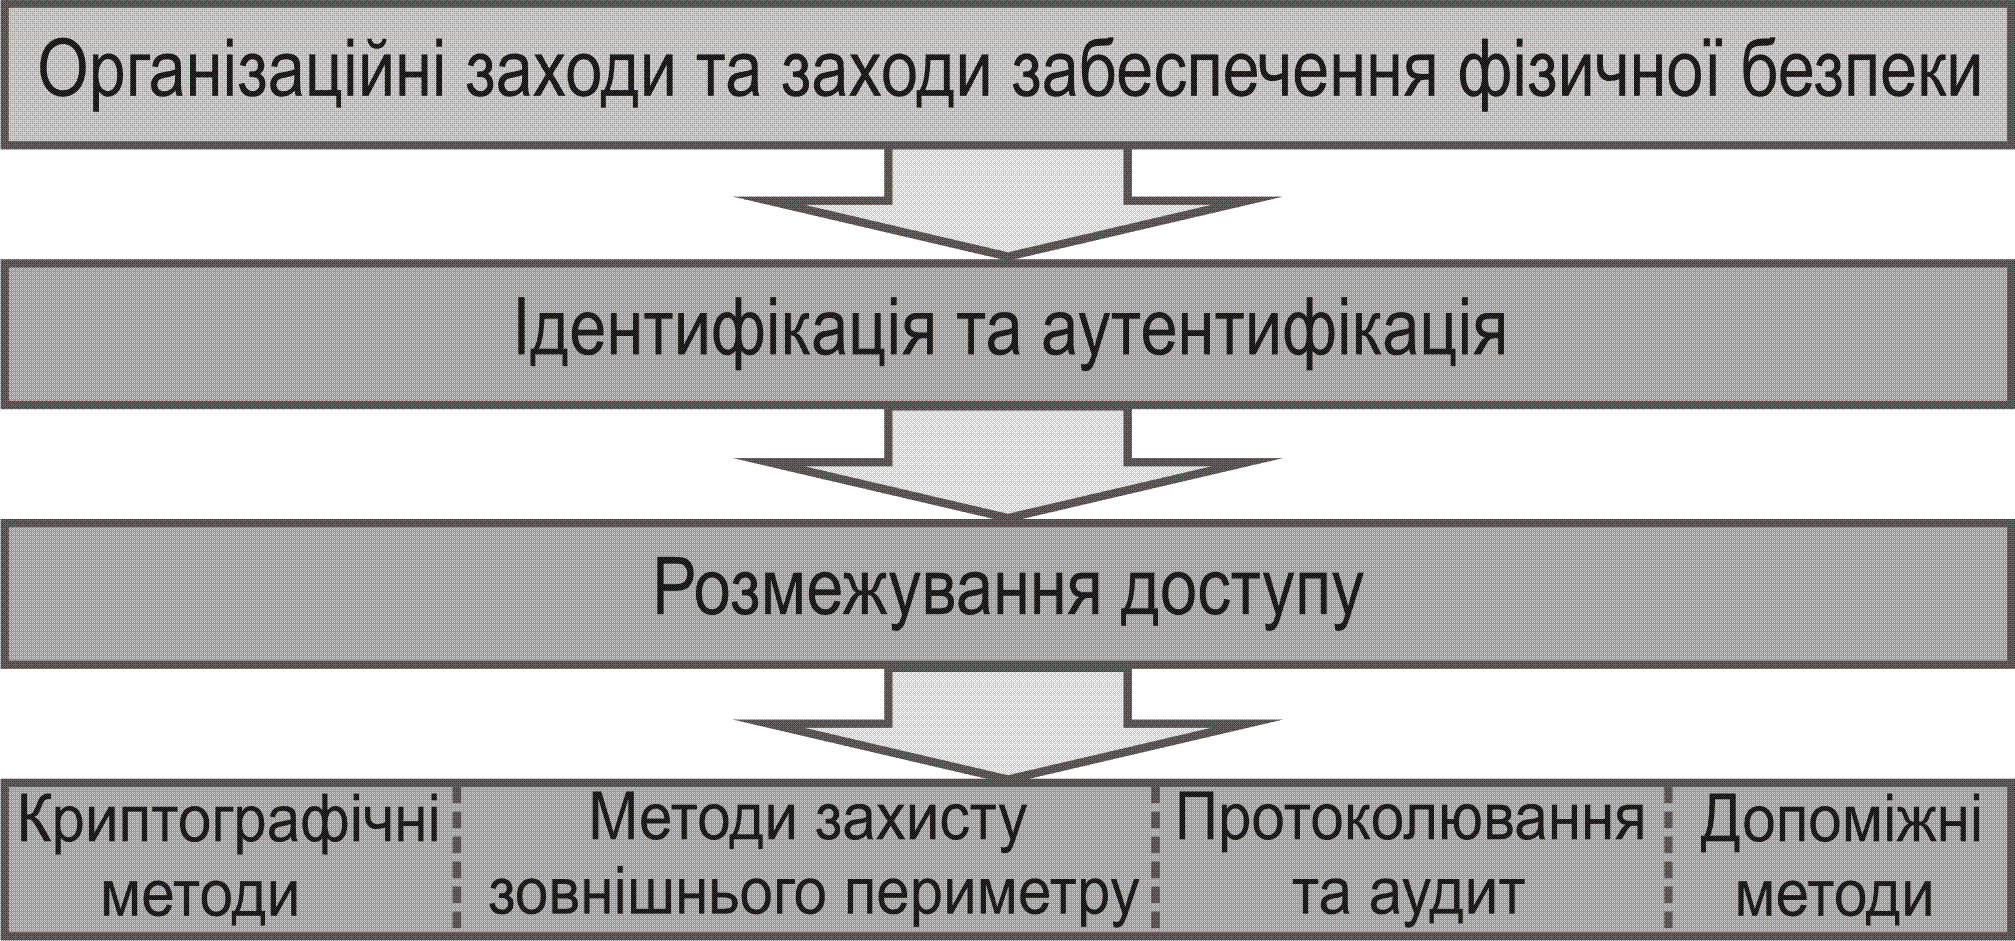 Організаційні заходи та заходи забеспечення фізичної безпеки
Ідентифікація та аутентифікація
Розмежування доступу
Криптографічні
методи
Методи захисту
зовнішнього периметру
Протоколювання
та аудит
Допоміжні
методи